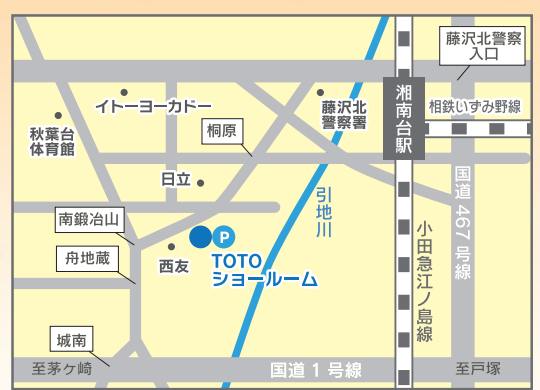 藤沢北警察
入口
イトーヨーカドー
藤沢北
警察署
湘南台駅
相鉄いずみ野線
秋葉台
体育館
桐原
日立
国道467号線
引地川
南鍛冶山
P
小田急江ノ島線
舟地蔵
西友
TOTO
ショールーム
城南
至茅ヶ崎
国道1号線
至戸塚